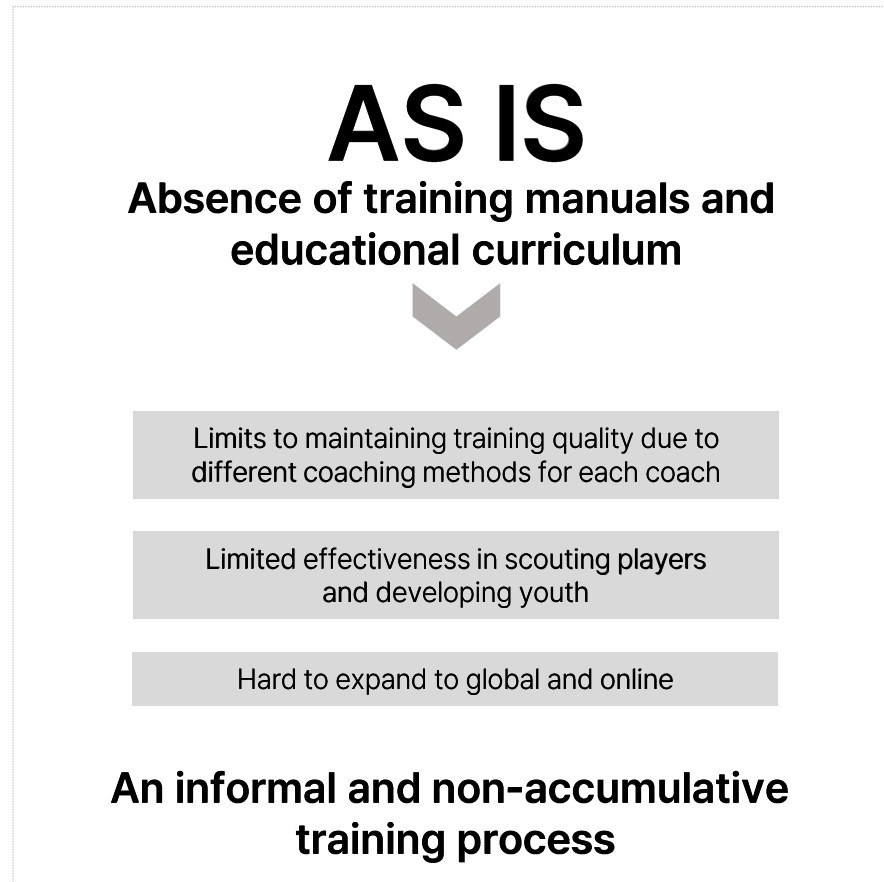 AS IS
Absence of training manuals and
educational curriculum
Limits to maintaining training quality due to
different coaching methods for each coach
Limited effectiveness in scouting players
and developing youth
Hard to expand to global and online
An informal and non-accumulative
training process